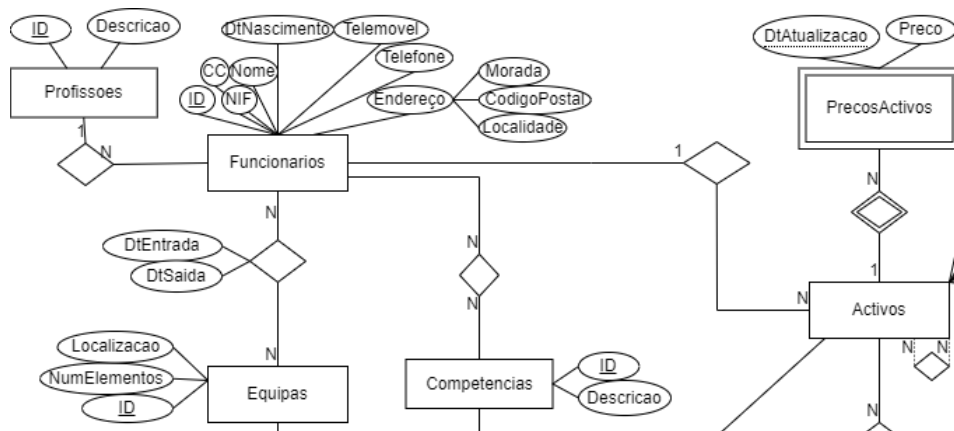 ID
Descricao
Profissoes
1
N
DtNascimento
Telemovel
CC
Nome
Telefone
ID
NIF
Endereço
Morada
CodigoPostal
Localidade
Funcionarios
1
DtAtualizacao
Preco
PrecosActivos
N
1
N
Activos
N
N
N
N
DtEntrada
DtSaida
N
N
N
Localizacao
NumElementos
ID
Equipas
Competencias
ID
Descricao